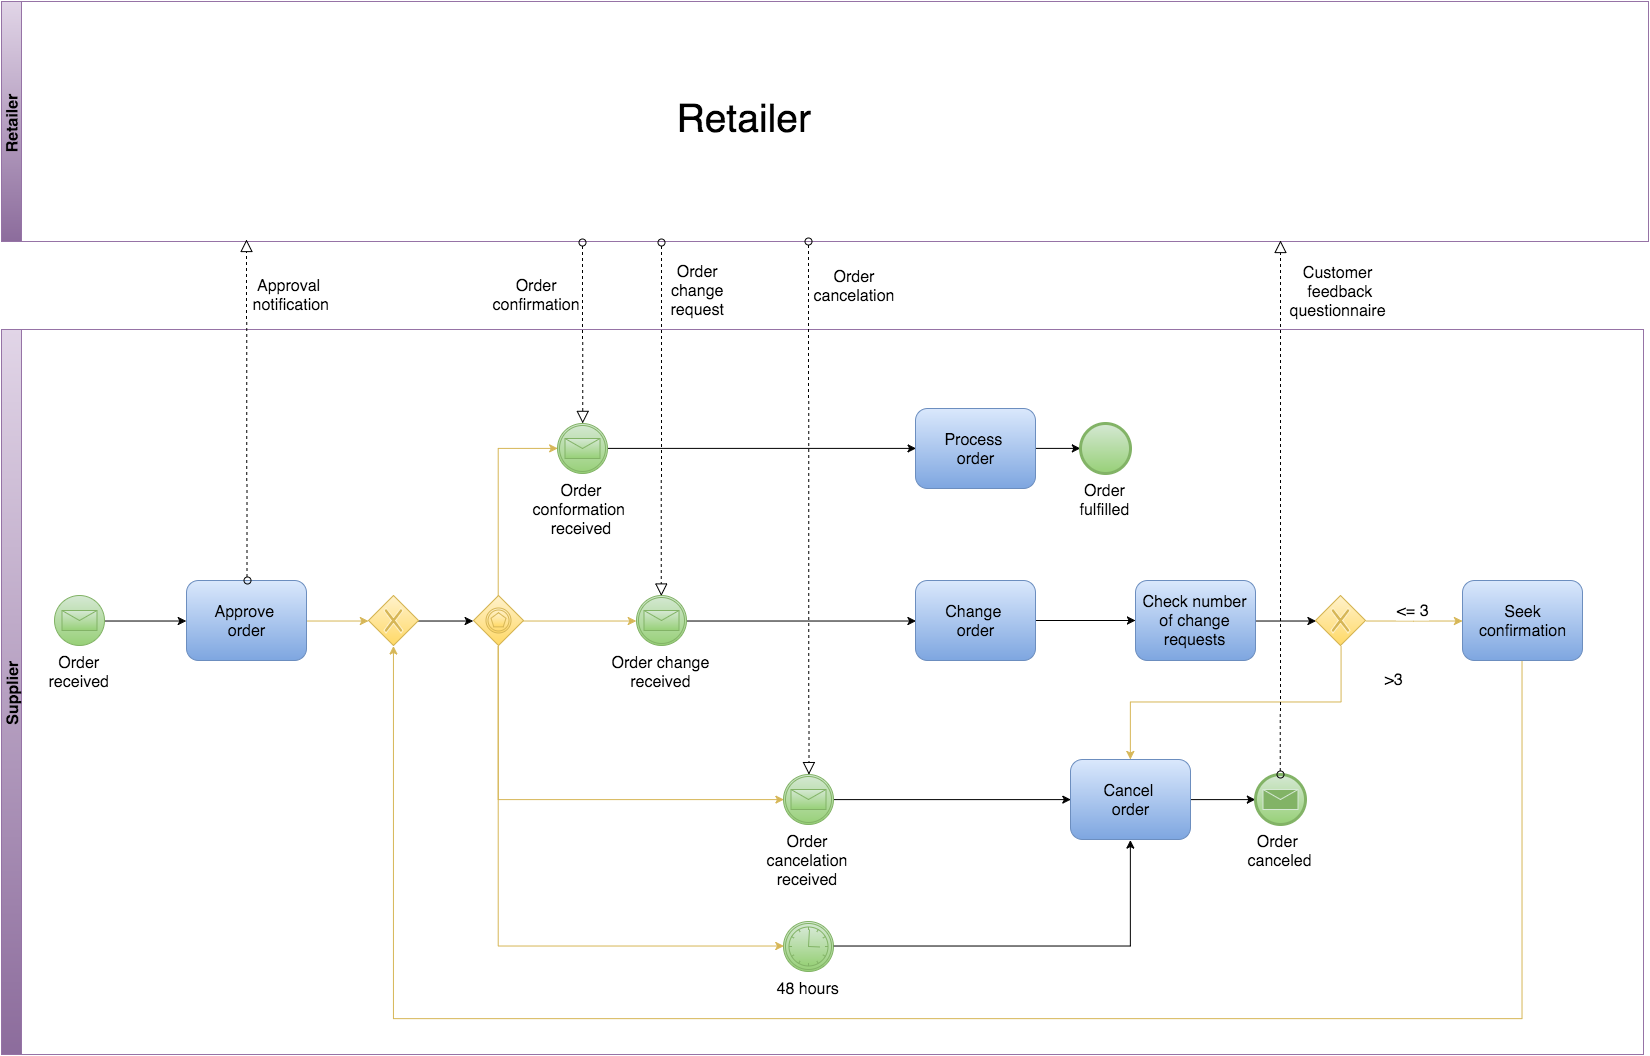 Retailer
Retailer
Approval
notification
Order
confirmation
Order
change
request
Order
cancelation
Customer
feedback
questionnaire
Supplier
Process
order
Order
conformation
received
Order
fulfilled
Order
received
Approve
order
Order change
received
Change
order
Check number
of change
requests
<= 3
Seek
confirmation
>3
Cancel
order
Order
cancelation
received
Order
canceled
48 hours